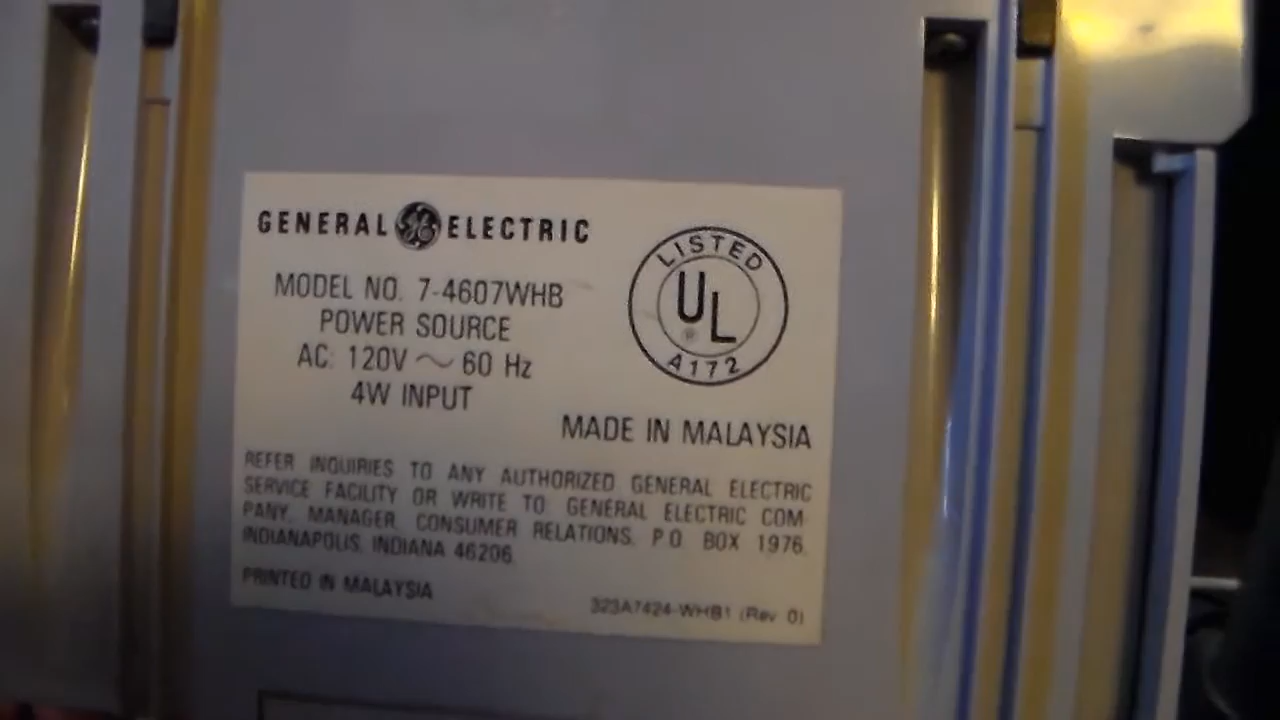 GENERAL GE ELECTRIC
MODEL NO. 7-4607WHB
POWER SOURCE
AC: 120V ~ 60 Hz
4W INPUT
LISTED
UL
®
A172
MADE IN MALAYSIA
REFER INQUIRIES TO ANY AUTHORIZED GENERAL ELECTRIC
SERVICE FACILITY OR WRITE TO GENERAL ELECTRIC COM-
PANY, MANAGER, CONSUMER RELATIONS, P.O. BOX 1976,
INDIANAPOLIS, INDIANA 46206.
PRINTED IN MALAYSIA
323A7424-WHB1 (Rev 0)